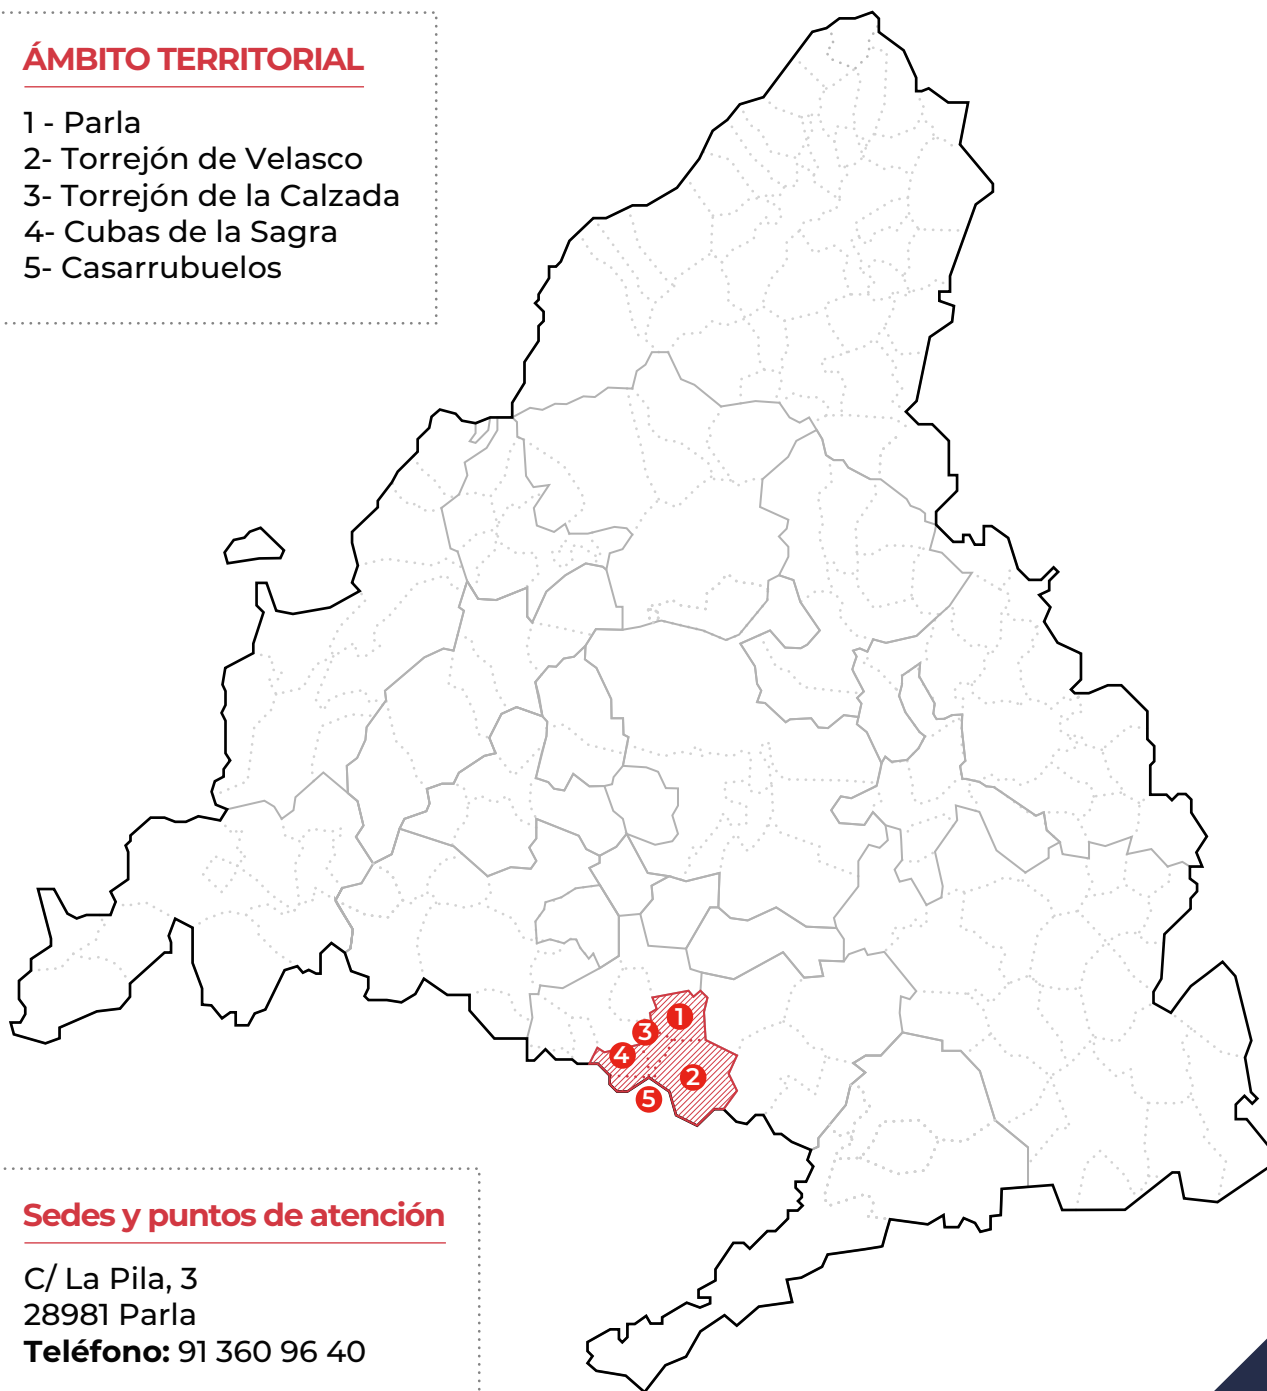 ÁMBITO TERRITORIAL
1 - Parla
2- Torrejón de Velasco
3- Torrejón de la Calzada
4- Cubas de la Sagra
5- Casarrubuelos
1
3
4
2
5
Sedes y puntos de atención
C/ La Pila, 3
28981 Parla
Teléfono: 91 360 96 40